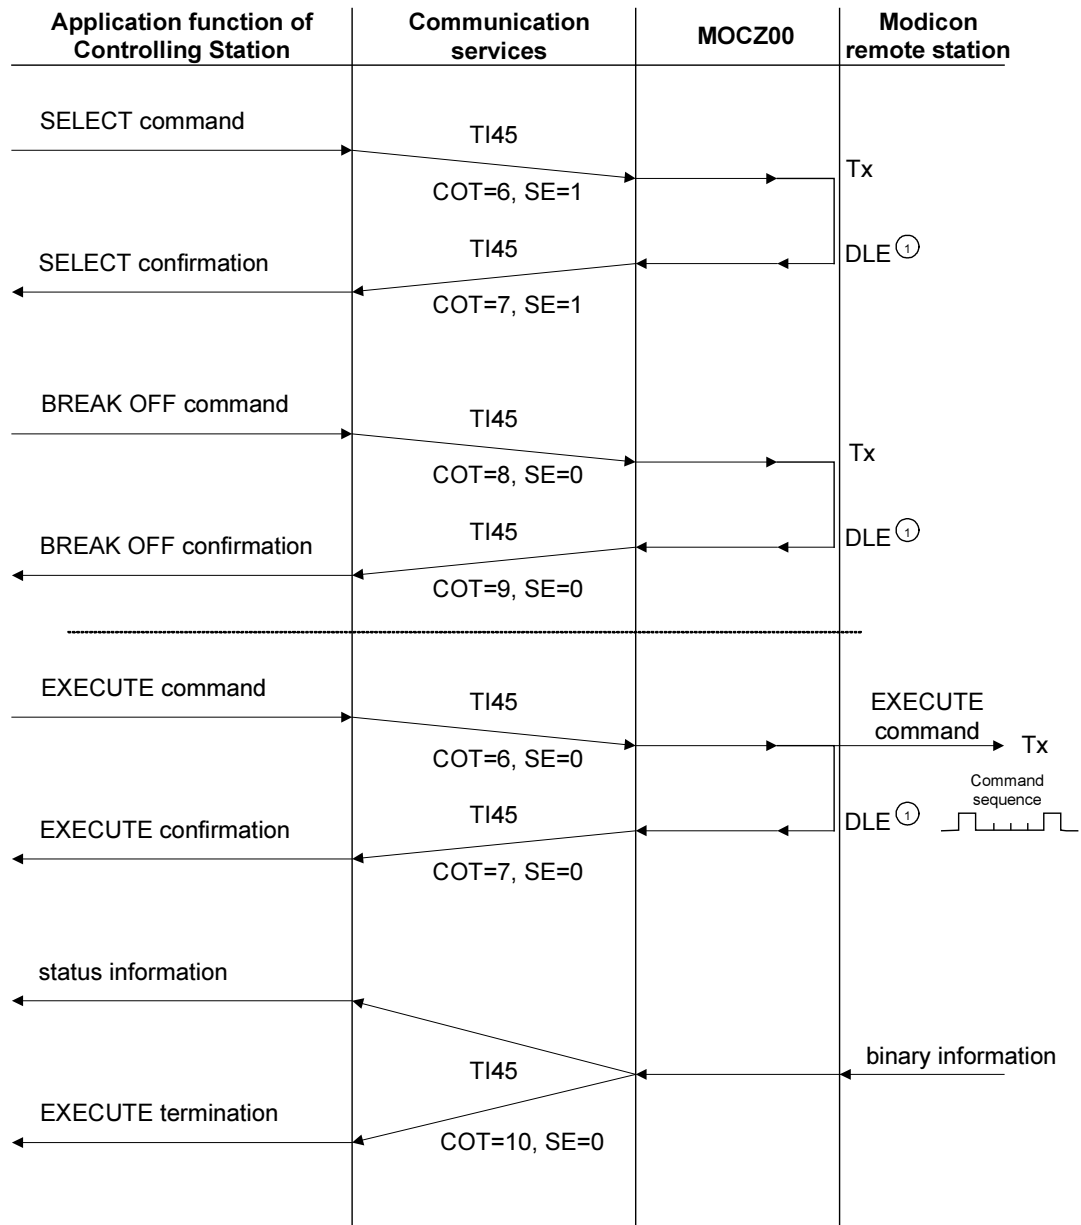 Application function of
Controlling Station
Communication
services
MOCZ00
Modicon
remote station
SELECT command
TI45
COT=6, SE=1
Tx
SELECT confirmation
TI45
COT=7, SE=1
DLE ①
BREAK OFF command
TI45
COT=8, SE=0
Tx
BREAK OFF confirmation
TI45
COT=9, SE=0
DLE ①
EXECUTE command
TI45
COT=6, SE=0
EXECUTE
command
Tx
Command
sequence
EXECUTE confirmation
TI45
COT=7, SE=0
DLE ①
status information
binary information
TI45
EXECUTE termination
COT=10, SE=0